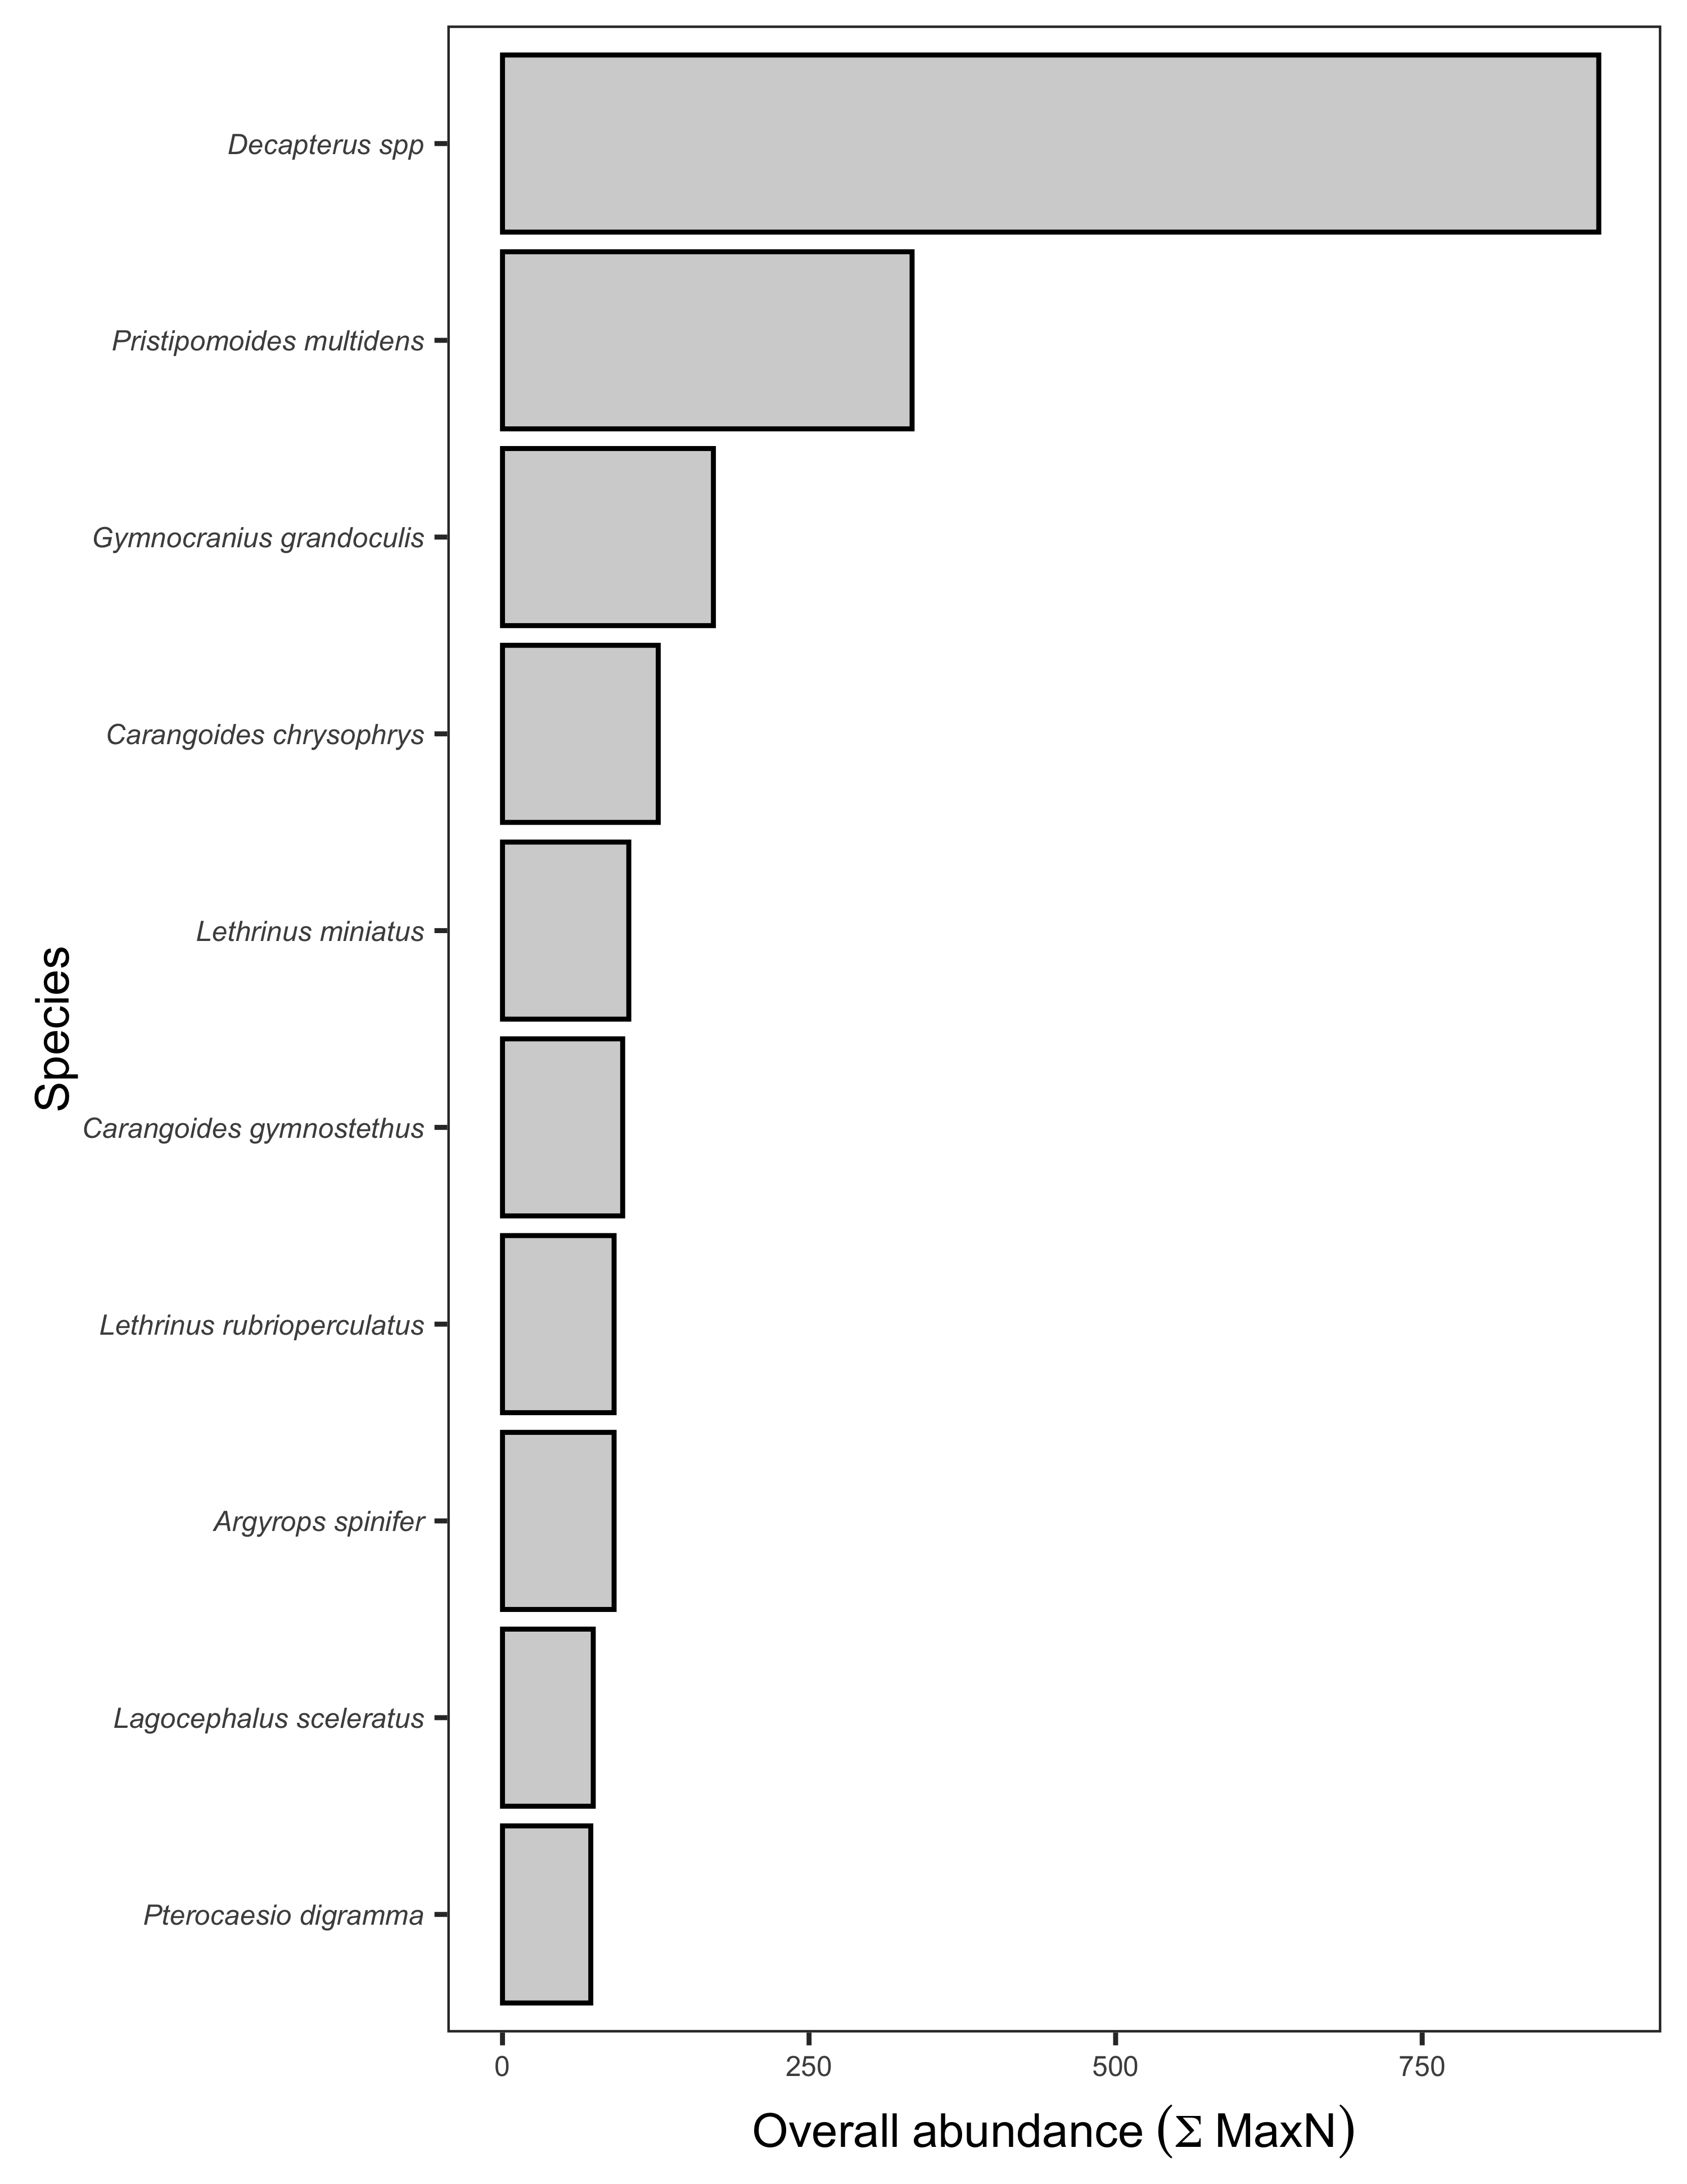 Decapterus spp
Pristipomoides multidens
Gymnocranius grandoculis
Carangoides chrysophrys
Lethrinus miniatus
Species
Carangoides gymnostethus
Lethrinus rubrioperculatus
Argyrops spinifer
Lagocephalus sceleratus
Pterocaesio digramma
0 250 500 750
Overall abundance (Σ MaxN)